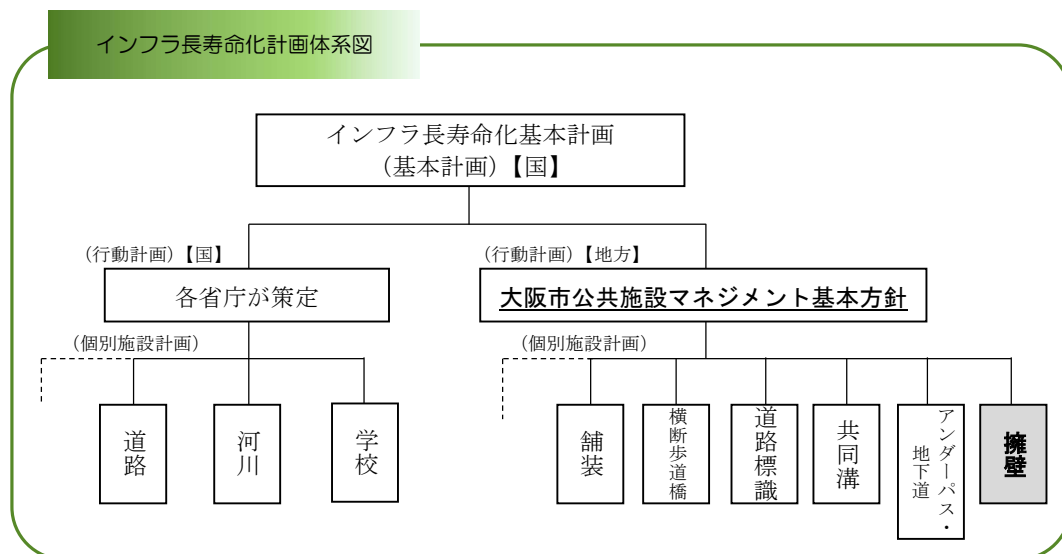 インフラ長寿命化計画体系図
インフラ長寿命化基本計画
(基本計画)【国】
(行動計画)【国】
各省庁が策定
(行動計画)【地方】
大阪市公共施設マネジメント基本方針
(個別施設計画)
道路
河川
学校
(個別施設計画)
舗装
横断歩道橋
道路標識
共同溝
アンダーパス・
地下道
擁壁